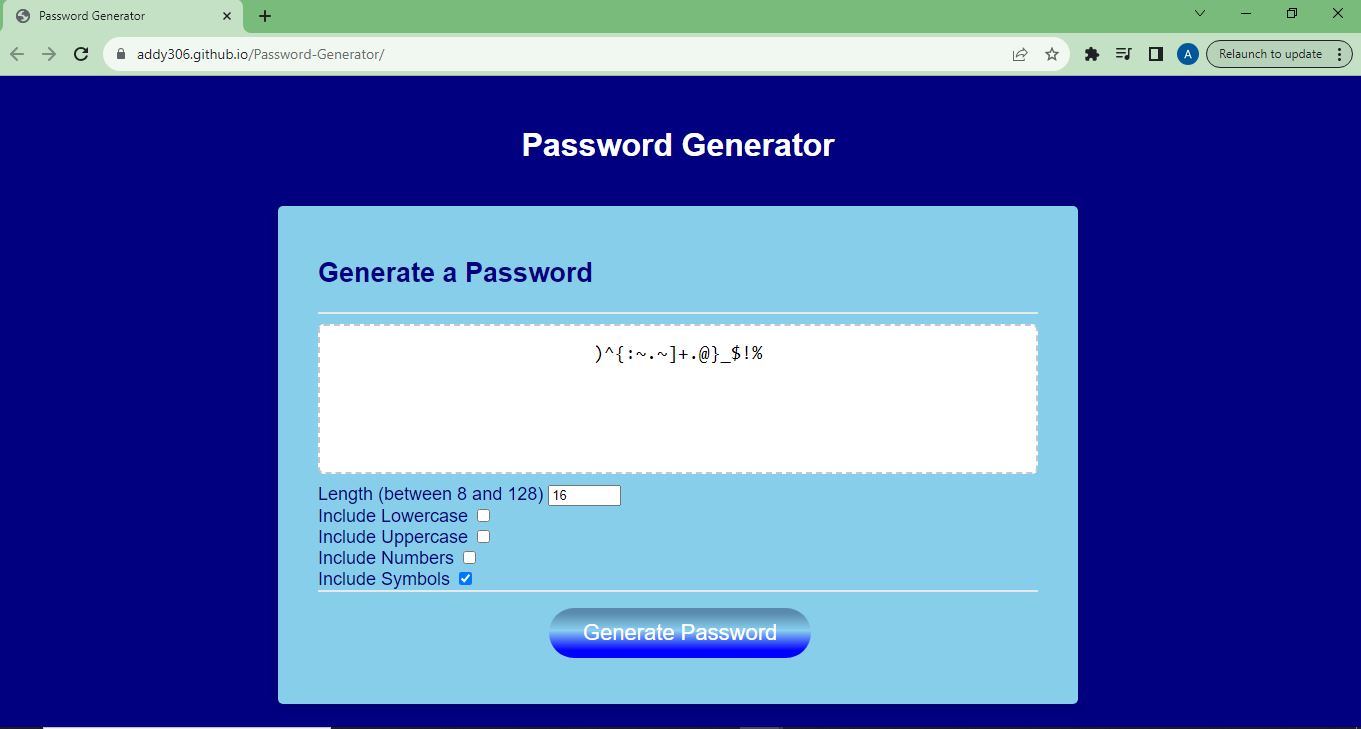 Password Generator
addy306.github.io/Password-Generator/
A
Relaunch to update
Password Generator
Generate a Password
)^{:~.~]+.@}_$!%
Length (between 8 and 128) 16
Include Lowercase
Include Uppercase
Include Numbers
Include Symbols
Generate Password